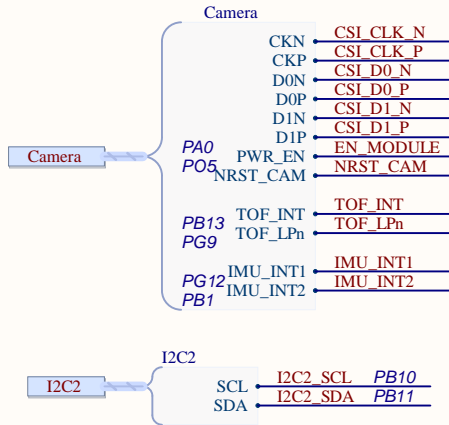 Camera
CKN CSI_CLK_N
CKP CSI_CLK_P
D0N CSI_D0_N
D0P CSI_D0_P
D1N CSI_D1_N
D1P CSI_D1_P
Camera PA0 PWR_EN EN_MODULE
PO5 NRST_CAM NRST_CAM
PB13 TOF_INT TOF_INT
PG9 TOF_LPn TOF_LPn
PG12 IMU_INT1 IMU_INT1
PB1 IMU_INT2 IMU_INT2
I2C2
I2C2 SCL I2C2_SCL PB10
SDA I2C2_SDA PB11